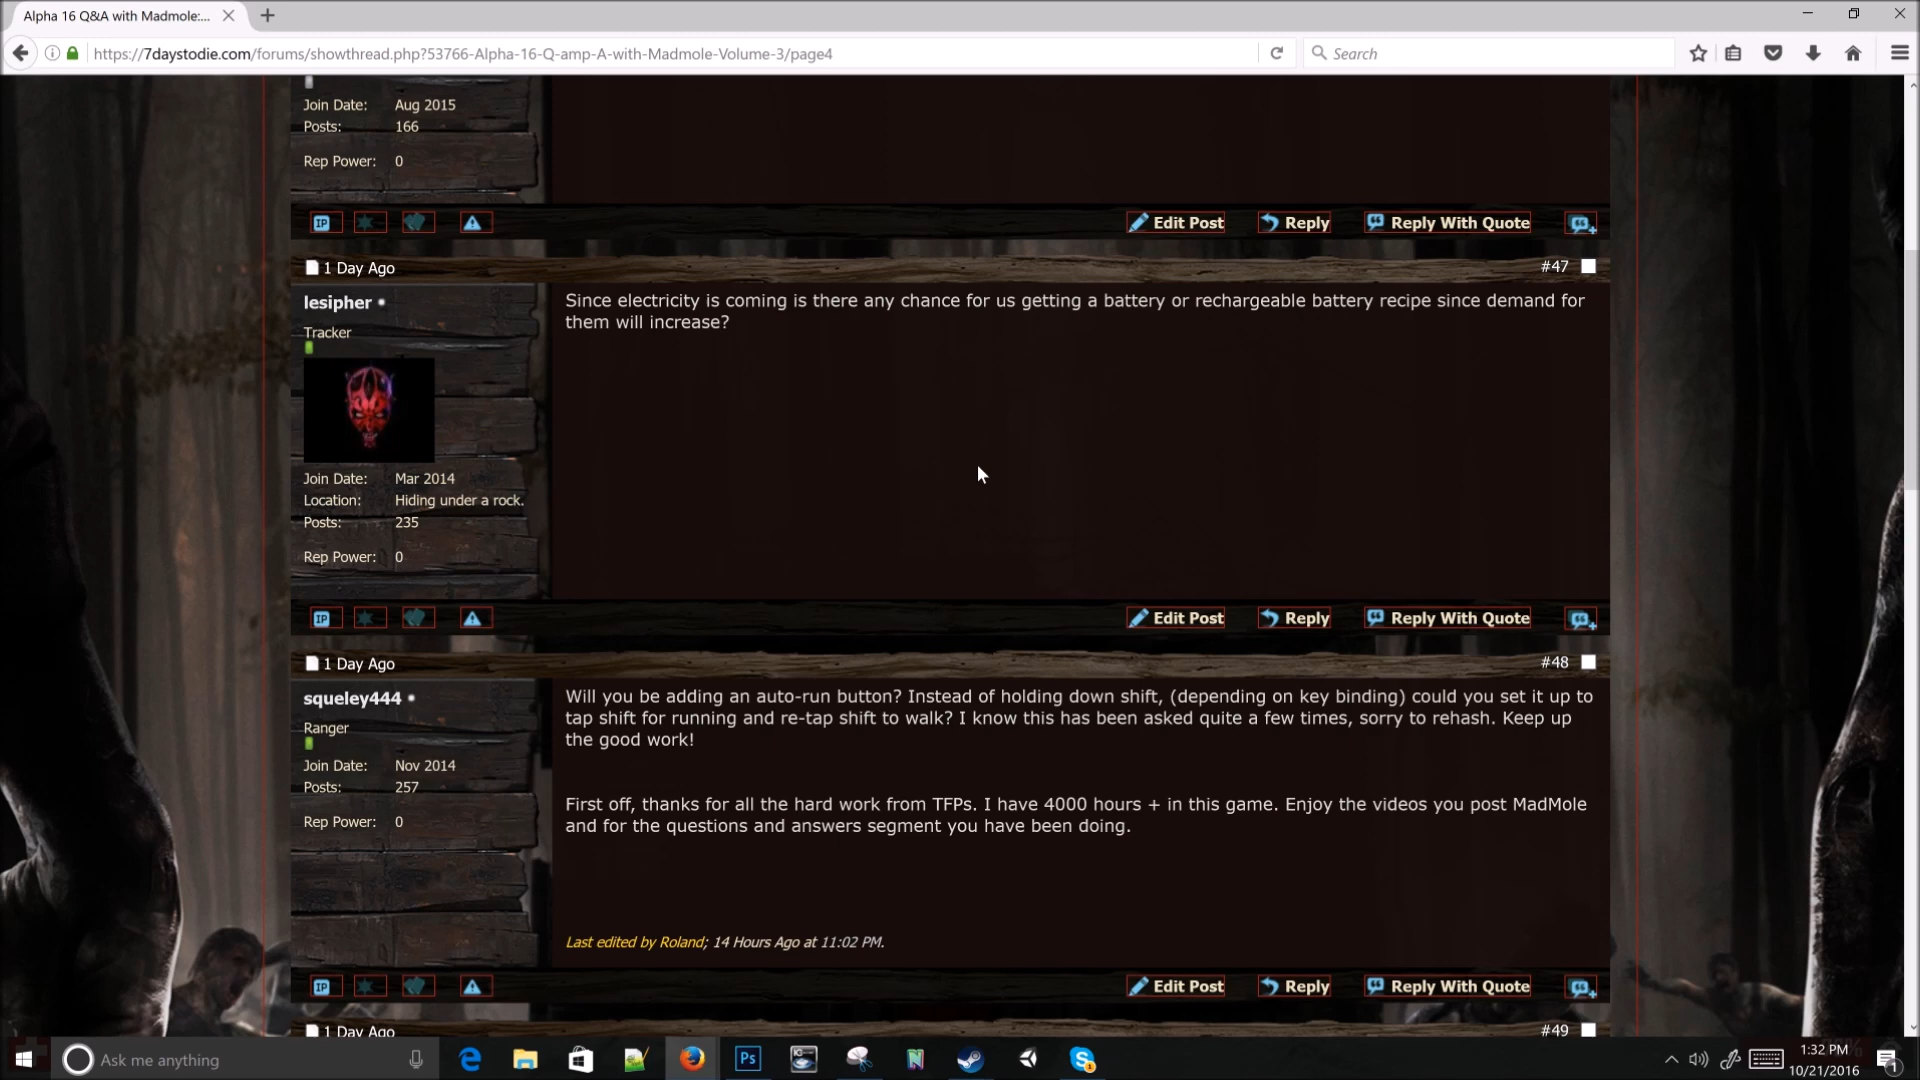 Alpha 16 Q&A with Madmole:...
https://7daystodie.com/forums/showthread.php?53766-Alpha-16-Q-amp-A-with-Madmole-Volume-3/page4
Search
Join Date: Aug 2015
Posts: 166
Rep Power: 0
IP
Edit Post Reply Reply With Quote
1 Day Ago #47
lesipher
Tracker
Since electricity is coming is there any chance for us getting a battery or rechargeable battery recipe since demand for
them will increase?
Join Date: Mar 2014
Location: Hiding under a rock.
Posts: 235
Rep Power: 0
IP
Edit Post Reply Reply With Quote
1 Day Ago #48
squeley444
Ranger
Join Date: Nov 2014
Posts: 257
Rep Power: 0
Will you be adding an auto-run button? Instead of holding down shift, (depending on key binding) could you set it up to
tap shift for running and re-tap shift to walk? I know this has been asked quite a few times, sorry to rehash. Keep up
the good work!
First off, thanks for all the hard work from TFPs. I have 4000 hours + in this game. Enjoy the videos you post MadMole
and for the questions and answers segment you have been doing.
Last edited by Roland; 14 Hours Ago at 11:02 PM.
IP
Edit Post Reply Reply With Quote
1 Day Ago #49
Ask me anything
Ps
1:32 PM
10/21/2016